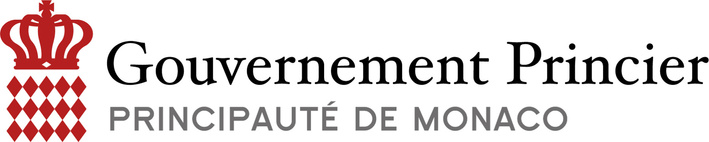 Gouvernement Princier
PRINCIPAUTÉ DE MONACO